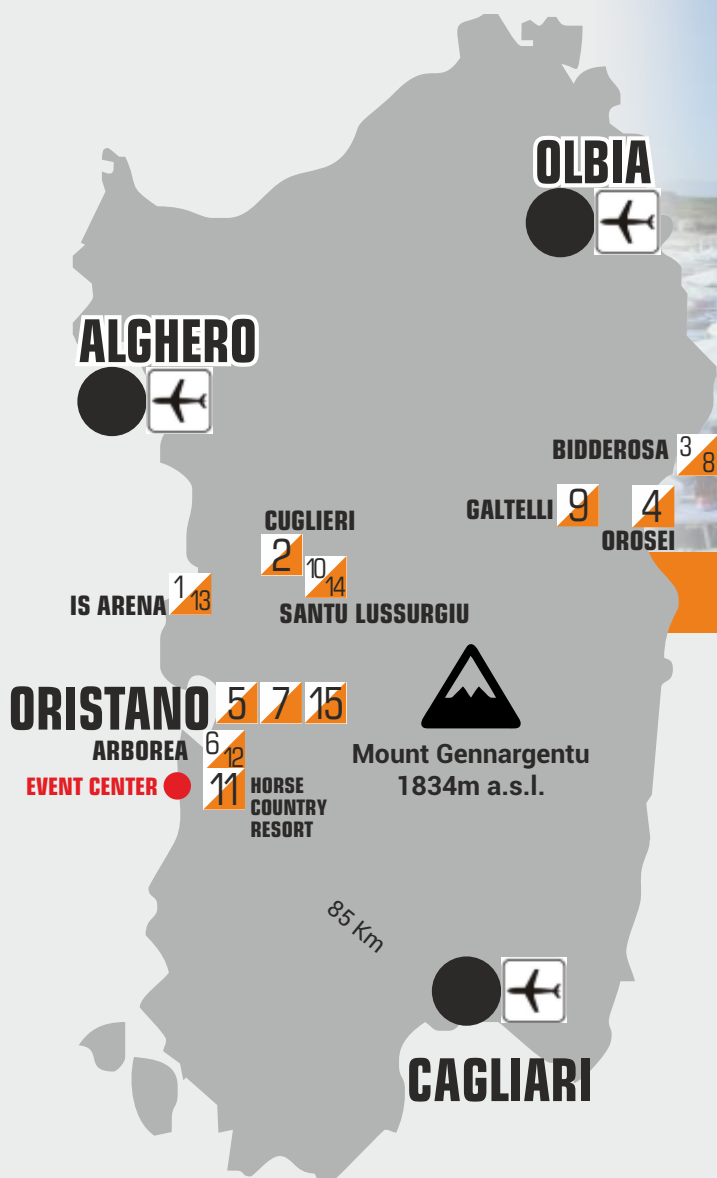 OLBIA
ALGHERO
BIDDEROSA
3
8
GALTELLI
9
4
OROSEI
CUGLIERI
2
10
14
SANTU LUSSURGIU
IS ARENA
1
13
ORISTANO
5
7
15
ARBOREA
6
12
EVENT CENTER
11
HORSE
COUNTRY
RESORT
Mount Gennargentu
1834m a.s.l.
85 Km
CAGLIARI